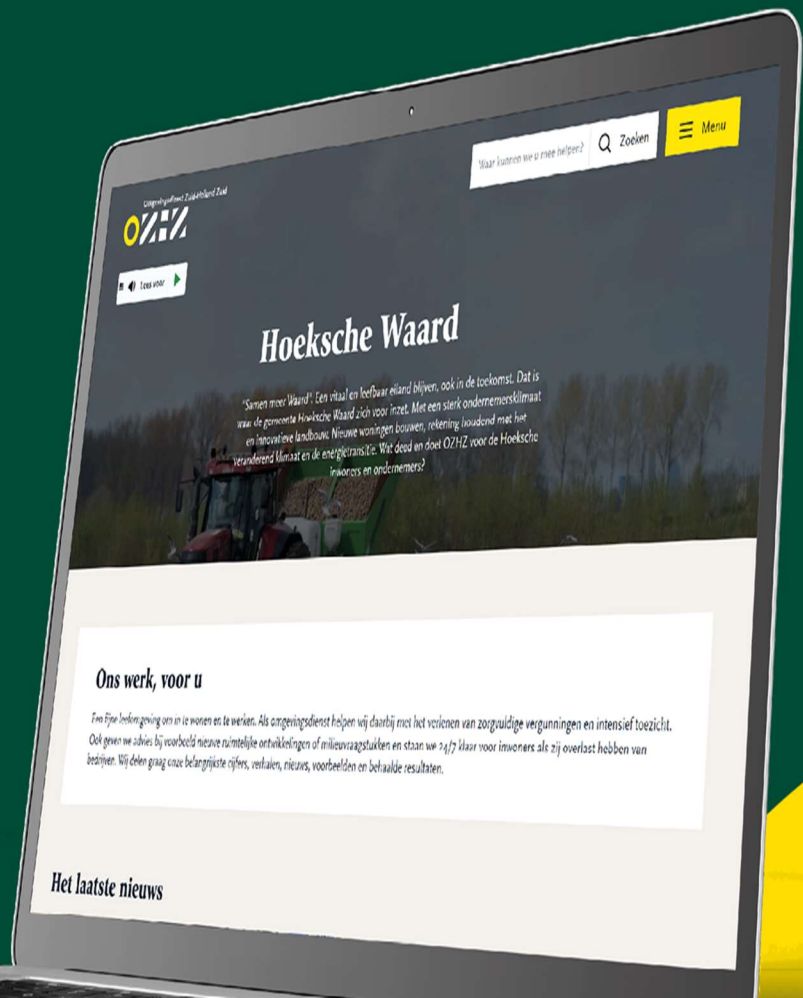 Waar kunnen we u mee helpen?
Zoeken
Menu
Omgevingsdienst Zuid-Holland Zuid
OZHZ
Lees voor
Hoeksche Waard
"Samen meer Waard". Een vitaal en leefbaar eiland blijven, ook in de toekomst. Dat is
waar de gemeente Hoeksche Waard zich voor inzet. Met een sterk ondernemersklimaat
en innovatieve landbouw. Nieuwe woningen bouwen, rekening houdend met het
veranderend klimaat en de energietransitie. Wat deed en doet OZHZ voor de Hoeksche
inwoners en ondernemers?
Ons werk, voor u
Een fijne leefomgeving om in te wonen en te werken. Als omgevingsdienst helpen wij daarbij met het verlenen van zorgvuldige vergunningen en intensief toezicht.
Ook geven we advies bij voorbeeld nieuwe ruimtelijke ontwikkelingen of milieuvraagstukken en staan we 24/7 klaar voor inwoners als zij overlast hebben van
bedrijven. Wij delen graag onze belangrijkste cijfers, verhalen, nieuws, voorbeelden en behaalde resultaten.
Het laatste nieuws